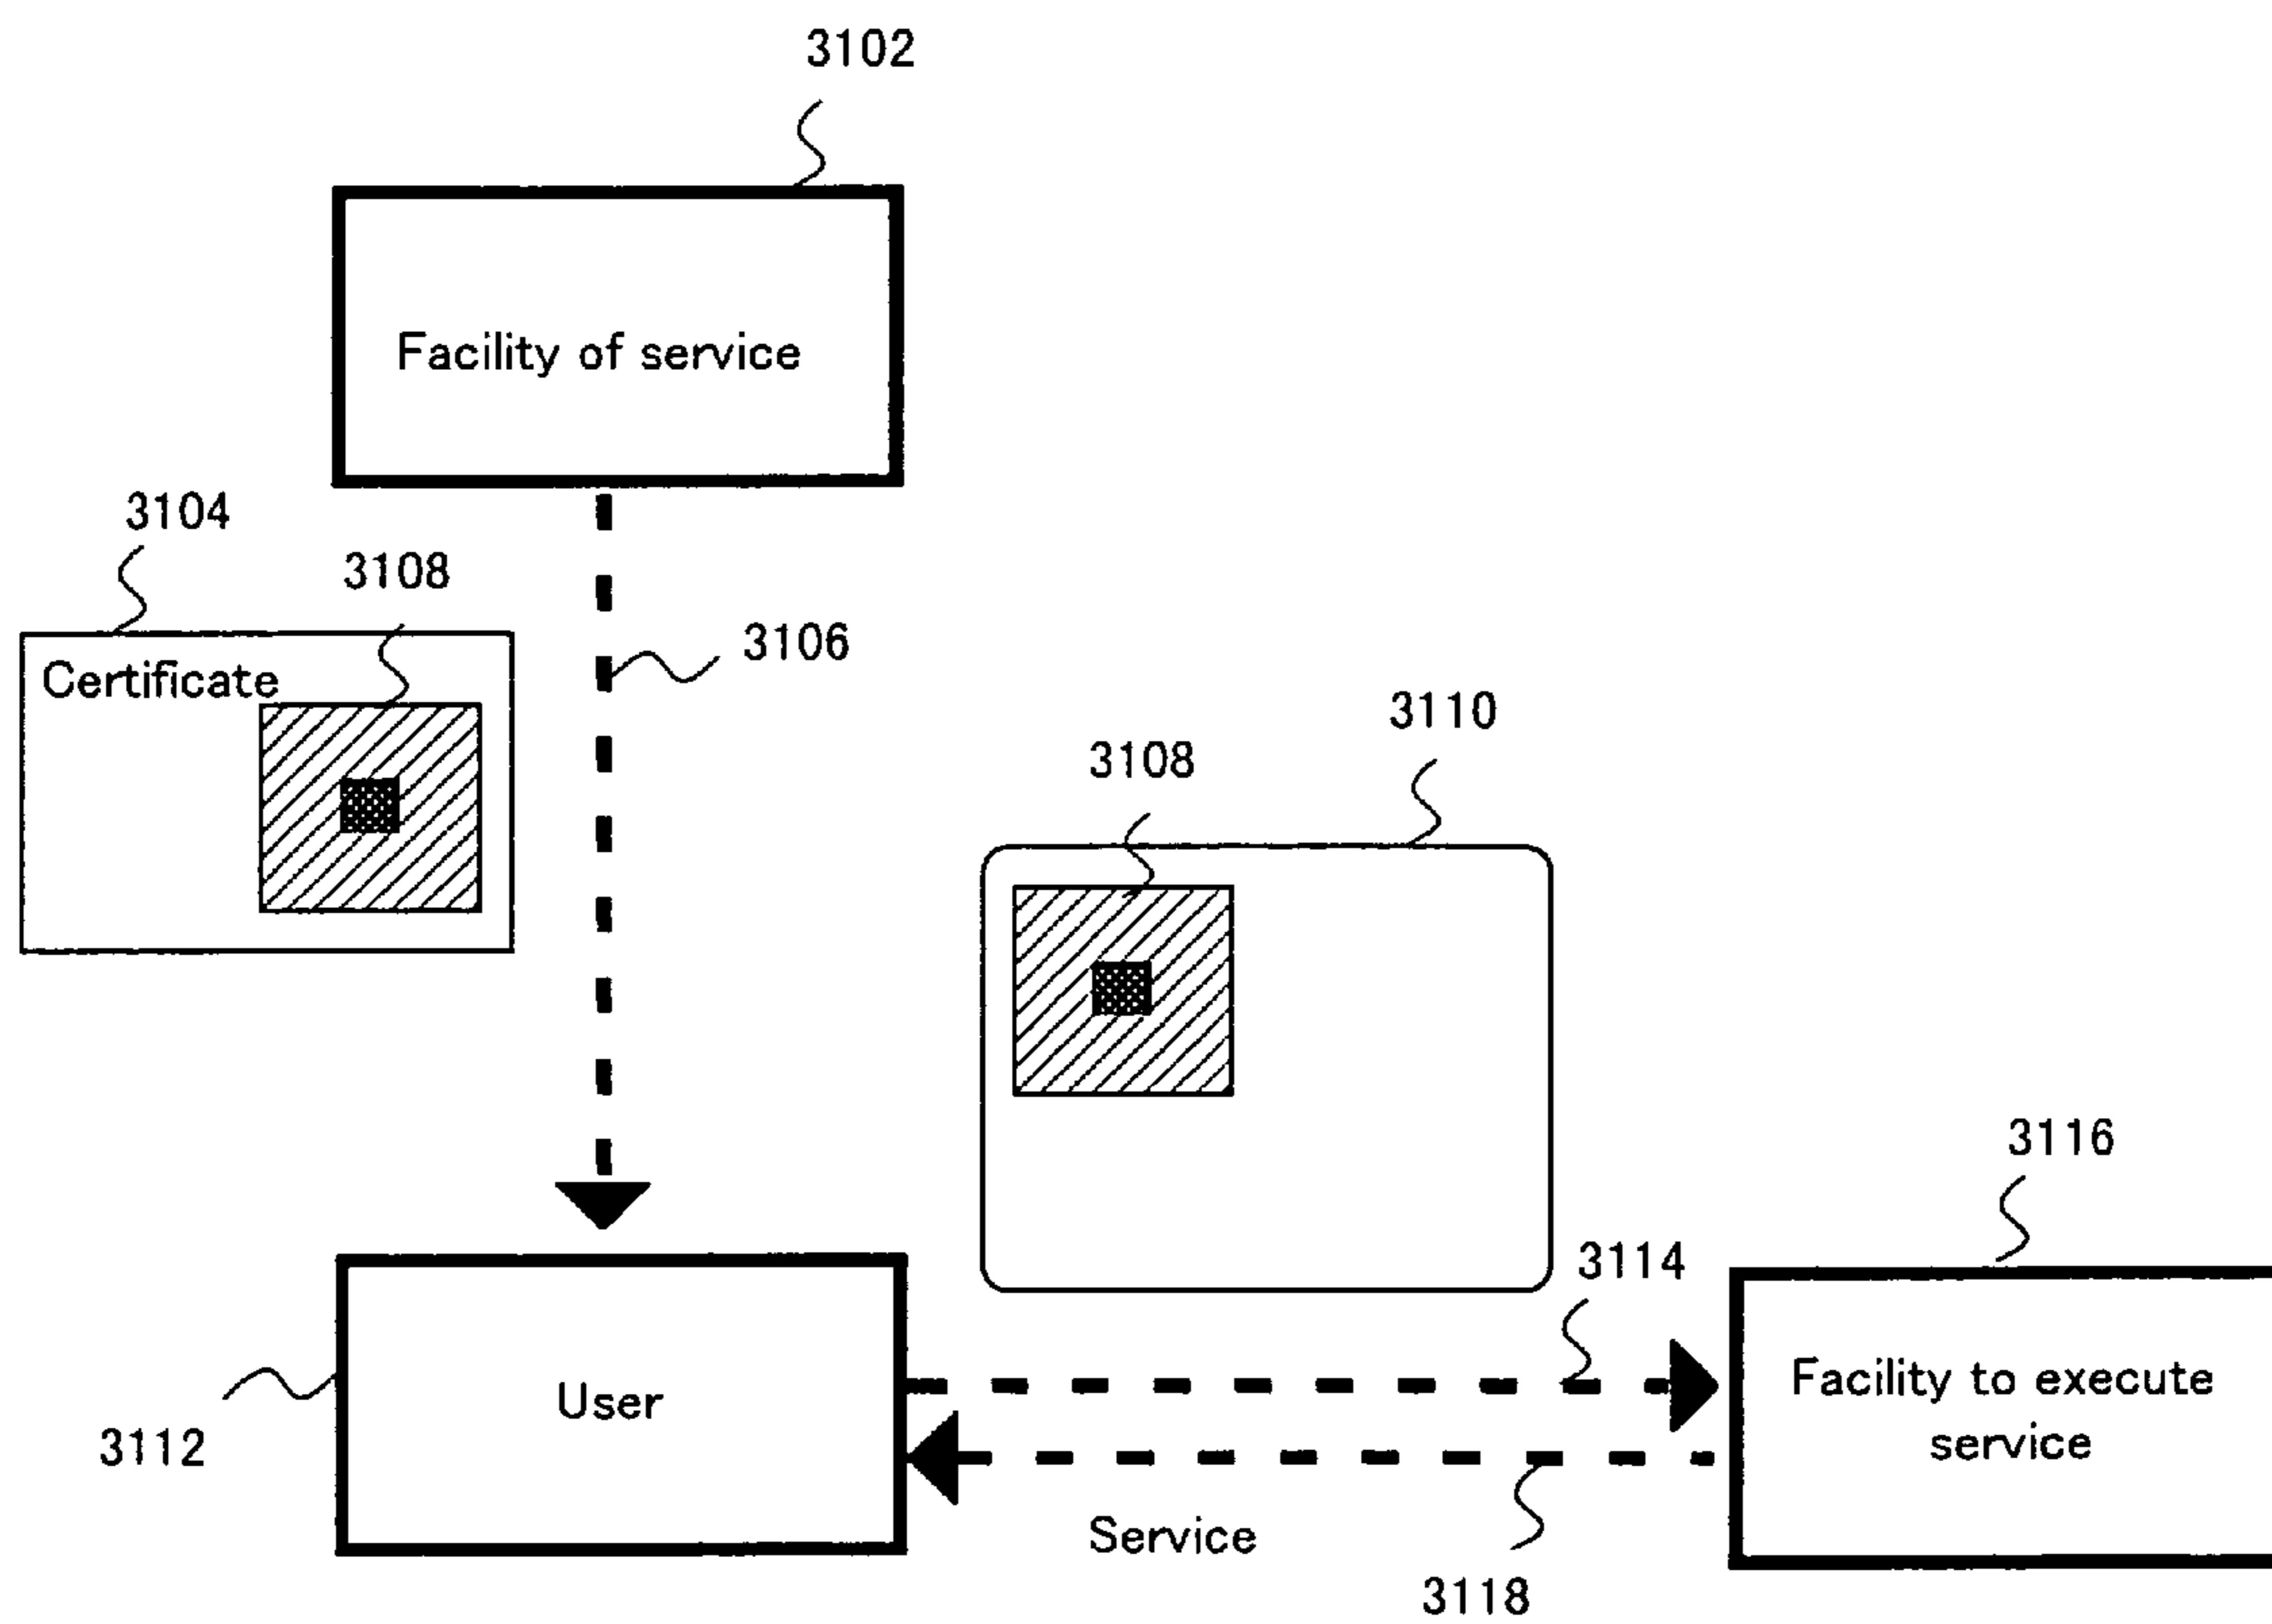 3102
Facility of service
3104
3108
3106
Certificate
3110
3108
3116
3114
Facility to execute
service
User
3112
Service
3118